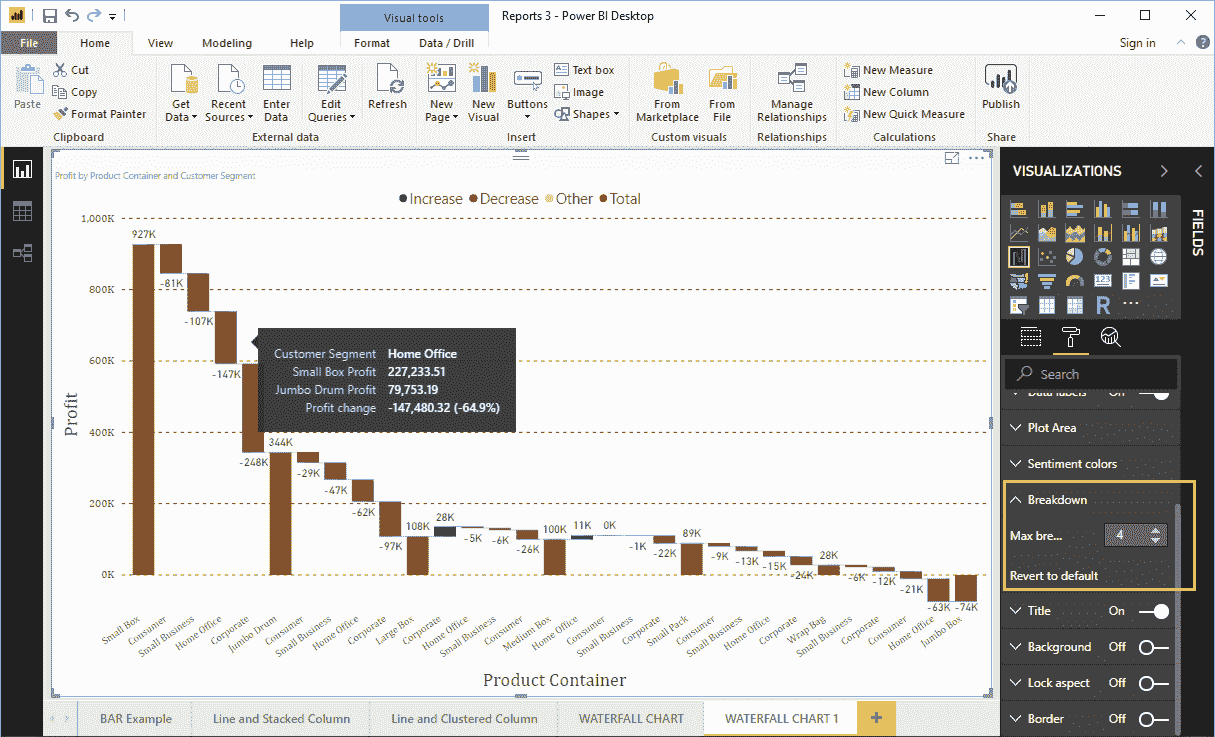 Visual tools
Reports 3 - Power BI Desktop
File Home View Modeling Help Format Data / Drill Sign in
Paste
Cut
Copy
Format Painter
Get Data
Recent Sources
Enter Data
Edit Queries
Refresh
New Page
New Visual
Buttons
Text box
Image
Shapes
From Marketplace
From File
Manage Relationships
New Measure
New Column
New Quick Measure
Publish
Clipboard External data Insert Custom visuals Relationships Calculations Share
Profit by Product Container and Customer Segment
Increase Decrease Other Total
1,000K
800K
600K
400K
200K
0K
Profit
927K
-81K
-107K
-147K
-248K
344K
-29K
-47K
-62K
-97K
108K
28K
-5K
-6K
-26K
100K
11K
0K
-1K
-22K
89K
-9K
-13K
-15K
-24K
28K
-6K
-12K
-21K
-63K
-74K
Customer Segment Home Office
Small Box Profit 227,233.51
Jumbo Drum Profit 79,753.19
Profit change -147,480.32 (-64.9%)
Small Box
Consumer
Small Business
Home Office
Corporate
Jumbo Drum
Consumer
Small Business
Home Office
Corporate
Large Box
Corporate
Home Office
Small Business
Consumer
Medium Box
Home Office
Consumer
Small Business
Corporate
Small Pack
Consumer
Small Business
Home Office
Corporate
Wrap Bag
Small Business
Corporate
Consumer
Home Office
Jumbo Box
Product Container
BAR Example Line and Stacked Column Line and Clustered Column WATERFALL CHART WATERFALL CHART 1
VISUALIZATIONS
FIELDS
123
R
Search
Data labels On
Plot Area
Sentiment colors
Breakdown
Max bre... 4
Revert to default
Title On
Background Off
Lock aspect Off
Border Off